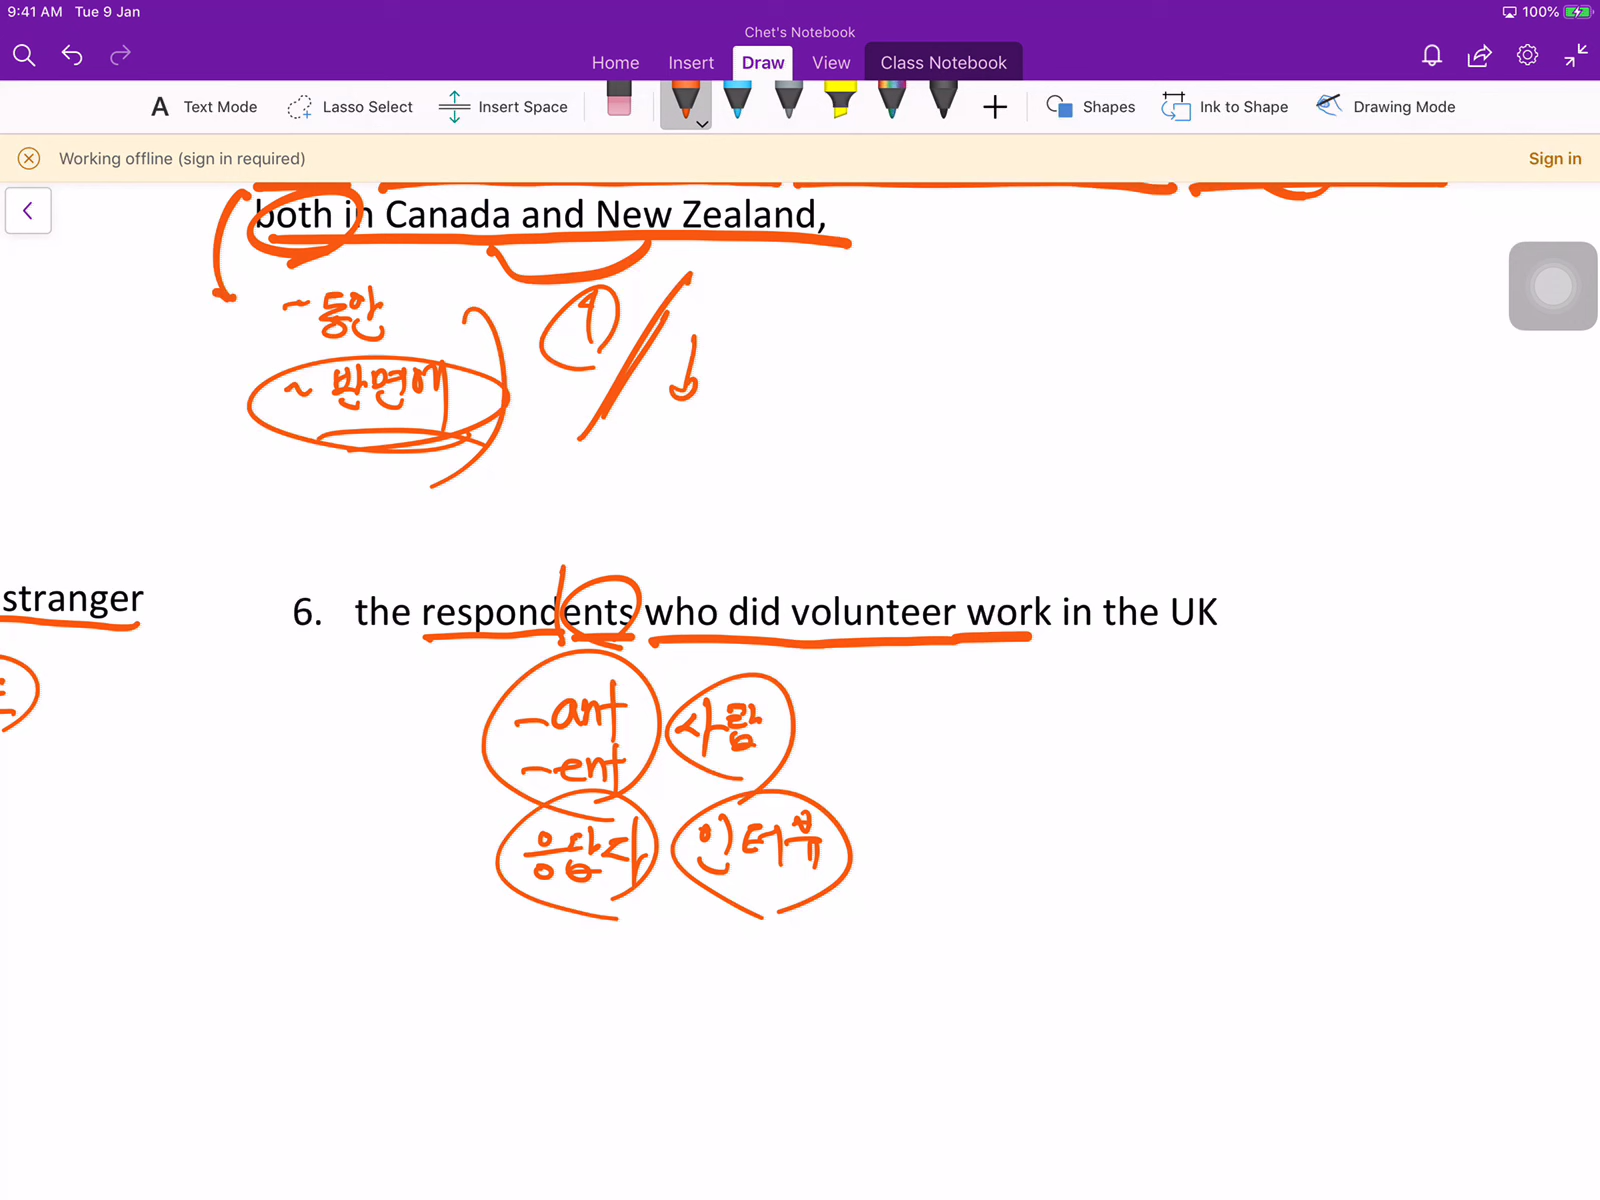 9:41 AM Tue 9 Jan
100%
Chet's Notebook
Home Insert Draw View Class Notebook
A Text Mode Lasso Select Insert Space Shapes Ink to Shape Drawing Mode
Working offline (sign in required) Sign in
both in Canada and New Zealand,
~ 동안
~ 반면에
stranger
6. the respondents who did volunteer work in the UK
-ant 사람
-ent
응답자 인터뷰